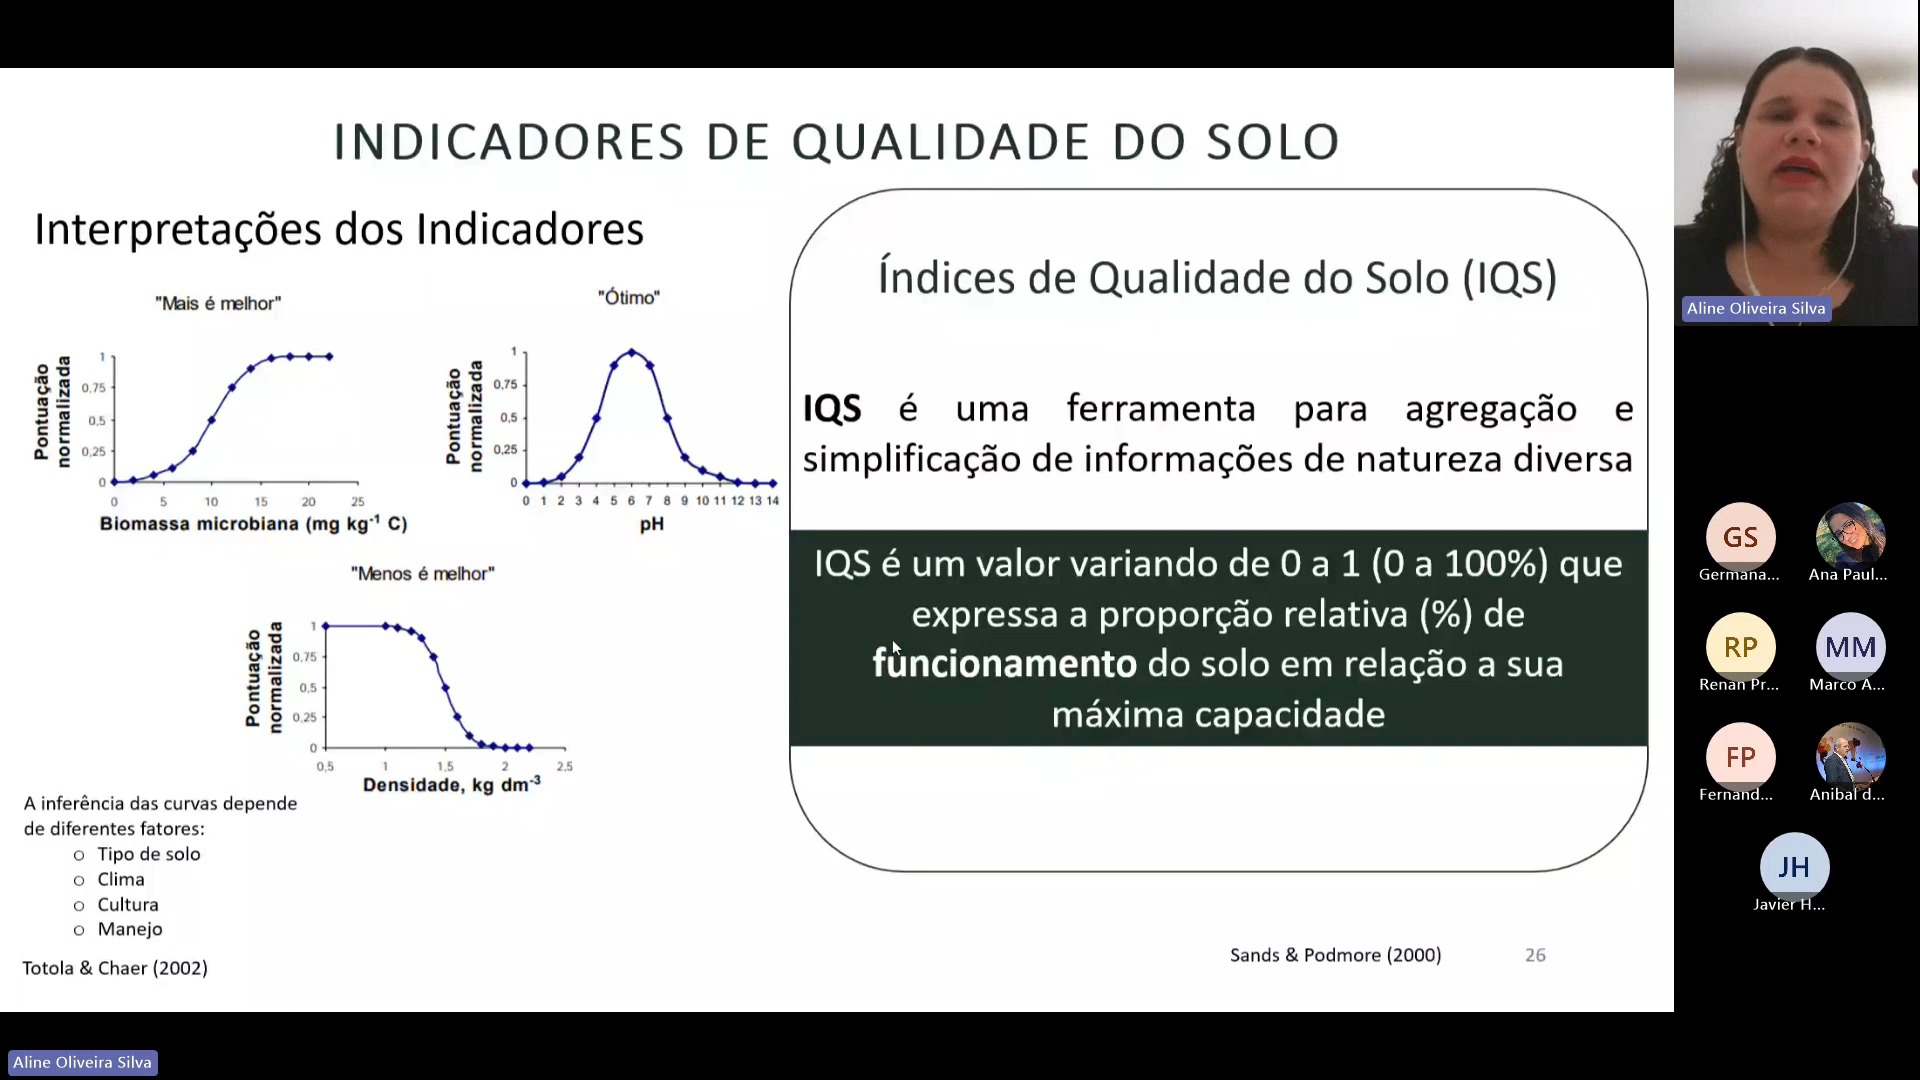 INDICADORES DE QUALIDADE DO SOLO
Interpretações dos Indicadores
"Mais é melhor"
Pontuação
normalizada
1
0,75
0,5
0,25
0
0 5 10 15 20 25
Biomassa microbiana (mg kg⁻¹ C)
"Ótimo"
Pontuação
normalizada
1
0,75
0,5
0,25
0
0 1 2 3 4 5 6 7 8 9 10 11 12 13 14
pH
"Menos é melhor"
Pontuação
normalizada
1
0,75
0,5
0,25
0
0,5 1 1,5 2 2,5
Densidade, kg dm⁻³
A inferência das curvas depende
de diferentes fatores:
o Tipo de solo
o Clima
o Cultura
o Manejo
Totola & Chaer (2002)
Índices de Qualidade do Solo (IQS)
IQS é uma ferramenta para agregação e
simplificação de informações de natureza diversa
IQS é um valor variando de 0 a 1 (0 a 100%) que
expressa a proporção relativa (%) de
funcionamento do solo em relação a sua
máxima capacidade
Sands & Podmore (2000)
26
Aline Oliveira Silva
GS
Germana...
Ana Paul...
RP
Renan Pr...
MM
Marco A...
FP
Fernand...
Anibal d...
JH
Javier H...
Aline Oliveira Silva